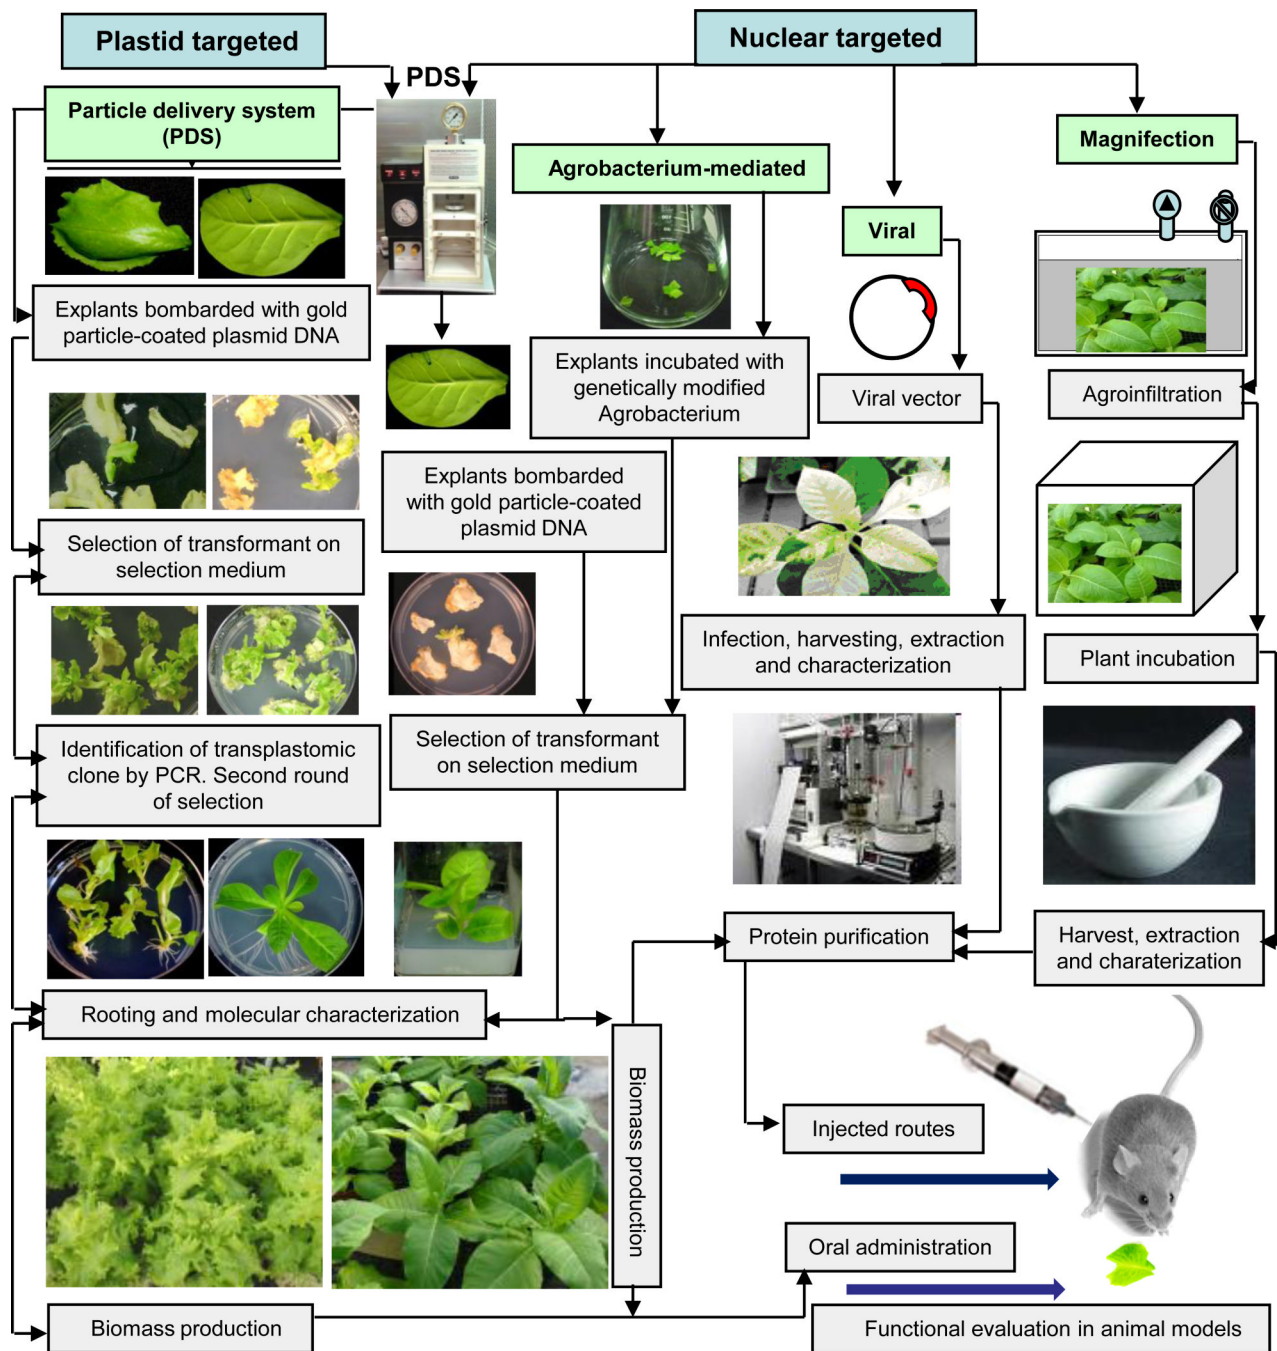 Plastid targeted
Nuclear targeted
PDS
Particle delivery system
(PDS)
Agrobacterium-mediated
Viral
Magnifection
Explants bombarded with gold
particle-coated plasmid DNA
Explants incubated with
genetically modified
Agrobacterium
Viral vector
Agroinfiltration
Explants bombarded
with gold particle-coated
plasmid DNA
Selection of transformant on
selection medium
Infection, harvesting, extraction
and characterization
Plant incubation
Identification of transplastomic
clone by PCR. Second round
of selection
Selection of transformant
on selection medium
Protein purification
Harvest, extraction
and charaterization
Rooting and molecular characterization
Biomass production
Injected routes
Oral administration
Biomass production
Functional evaluation in animal models